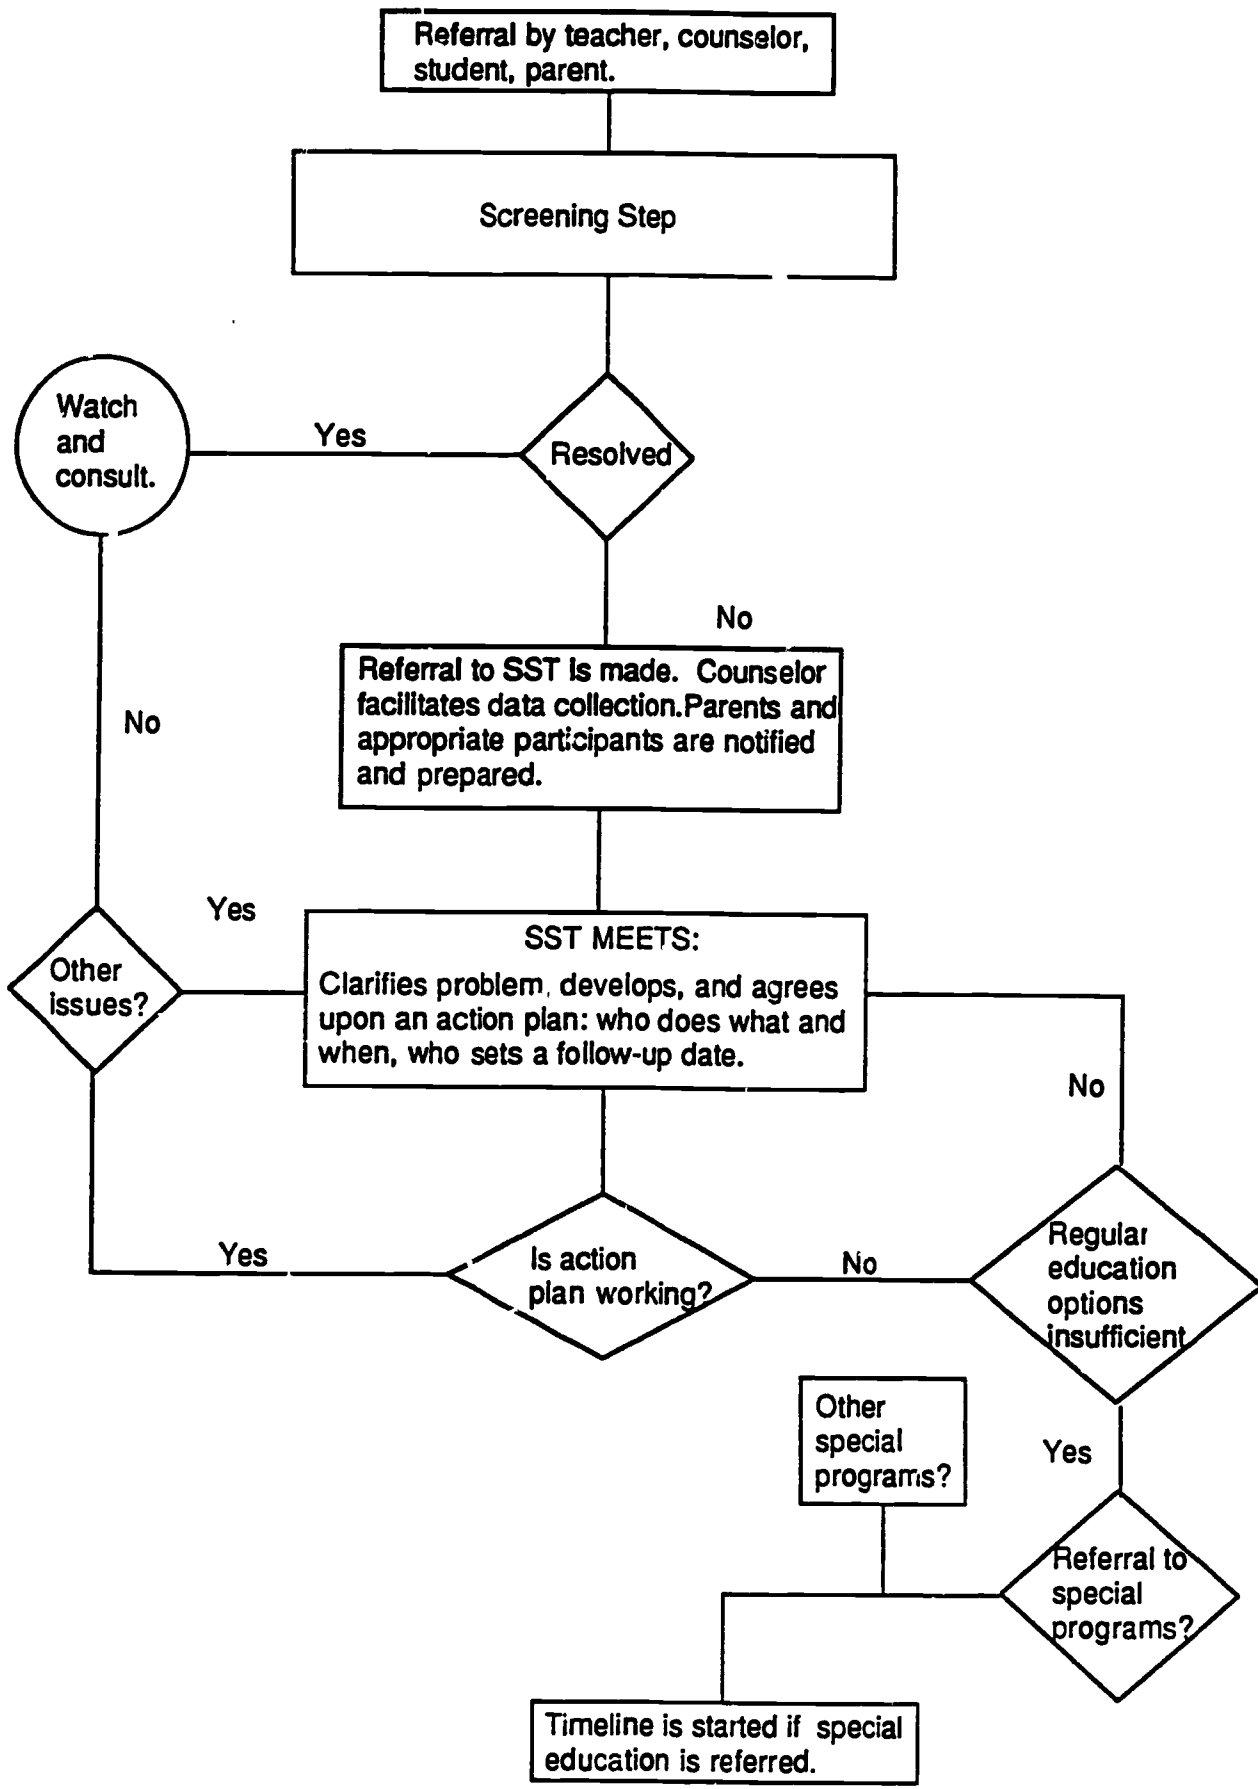 Referral by teacher, counselor,
student, parent.
Screening Step
Watch
and
consult.
Yes
Resolved
No
Referral to SST is made. Counselor
facilitates data collection.Parents and
appropriate participants are notified
and prepared.
No
Yes
Other
issues?
SST MEETS:
Clarifies problem, develops, and agrees
upon an action plan: who does what and
when, who sets a follow-up date.
No
Yes
Is action
plan working?
No
Regular
education
options
insufficient
Other
special
programs?
Yes
Referral to
special
programs?
Timeline is started if special
education is referred.